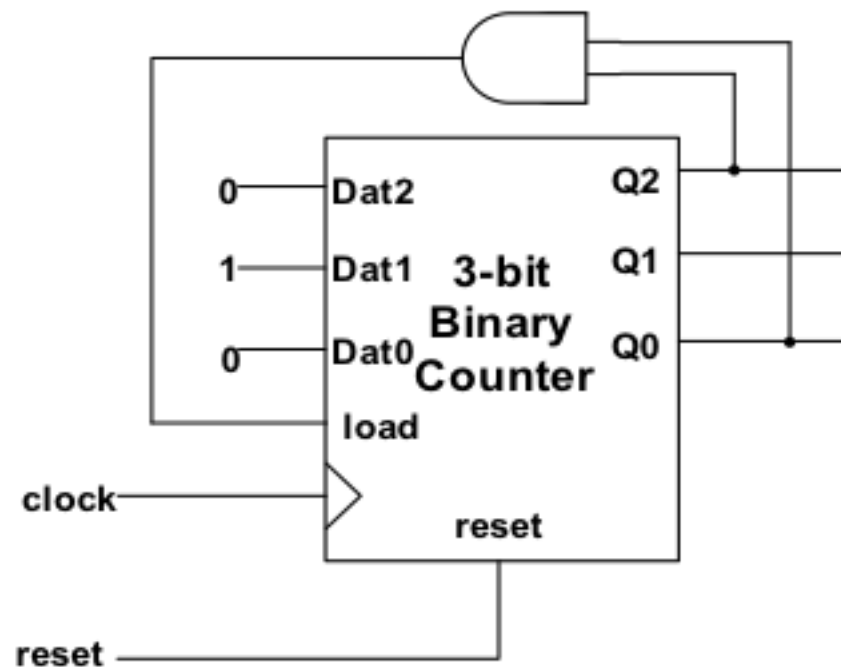 0 Dat2 Q2
1 Dat1 3-bit Q1
Binary
0 Dat0 Counter Q0
load
clock
reset
reset